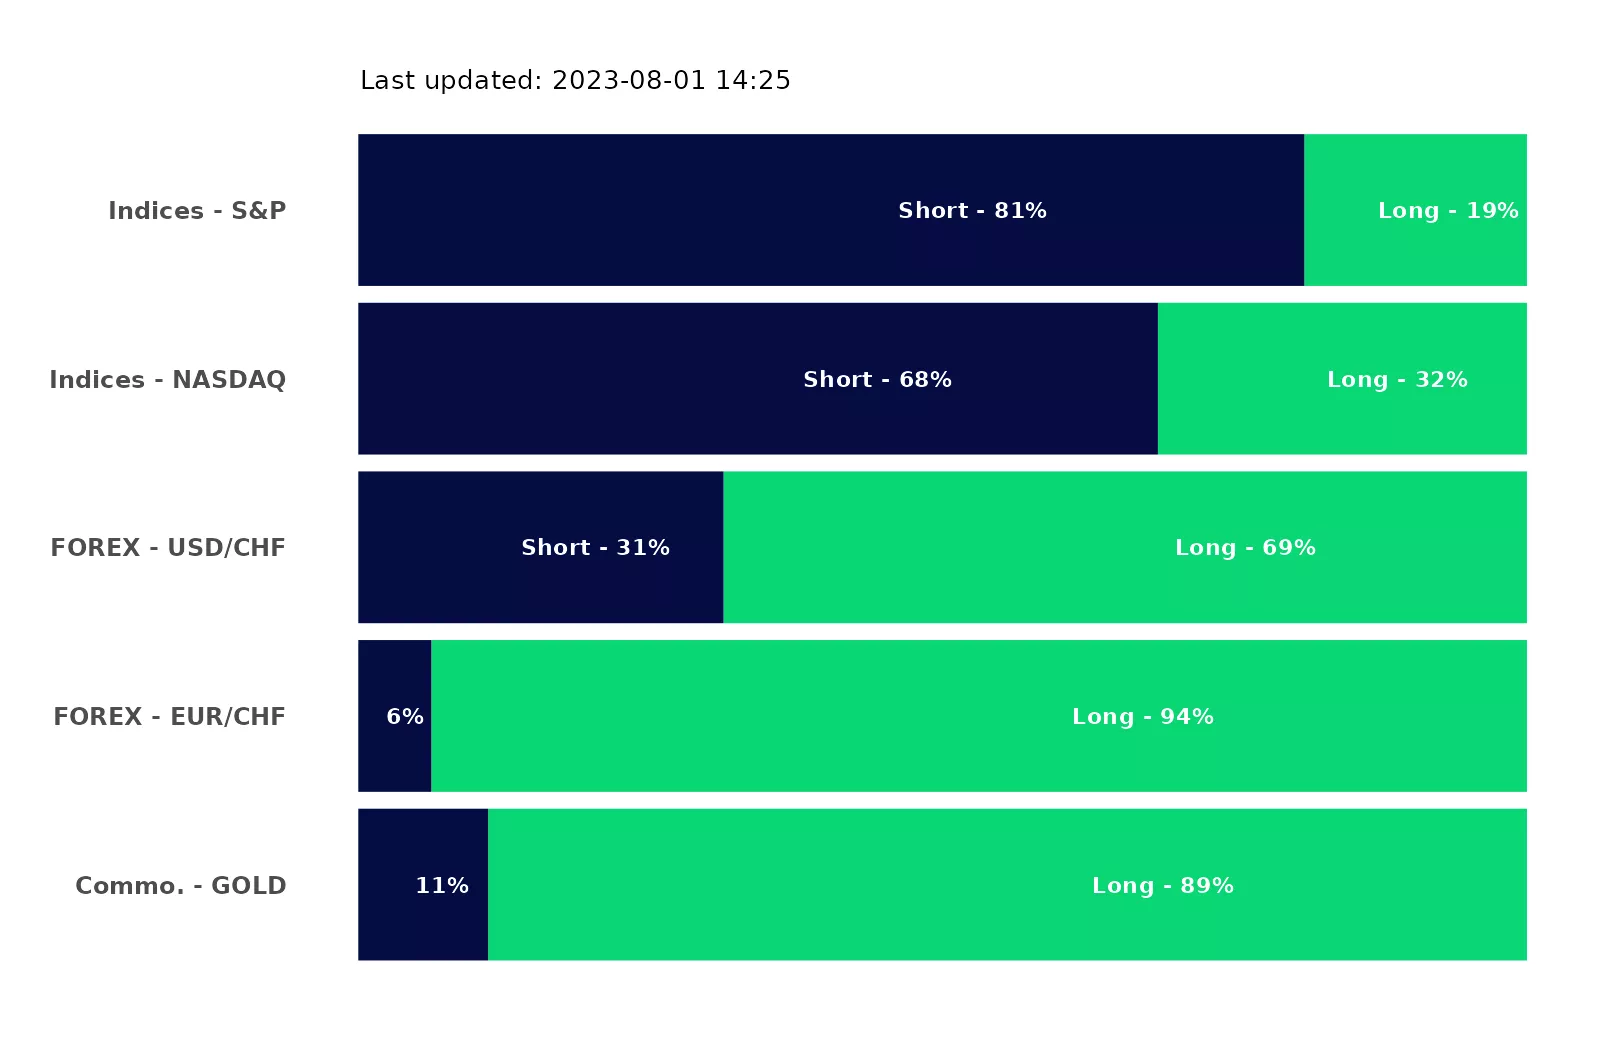 Last updated: 2023-08-01 14:25
Indices - S&P
Short - 81%
Long - 19%
Indices - NASDAQ
Short - 68%
Long - 32%
FOREX - USD/CHF
Short - 31%
Long - 69%
FOREX - EUR/CHF
6%
Long - 94%
Commo. - GOLD
11%
Long - 89%